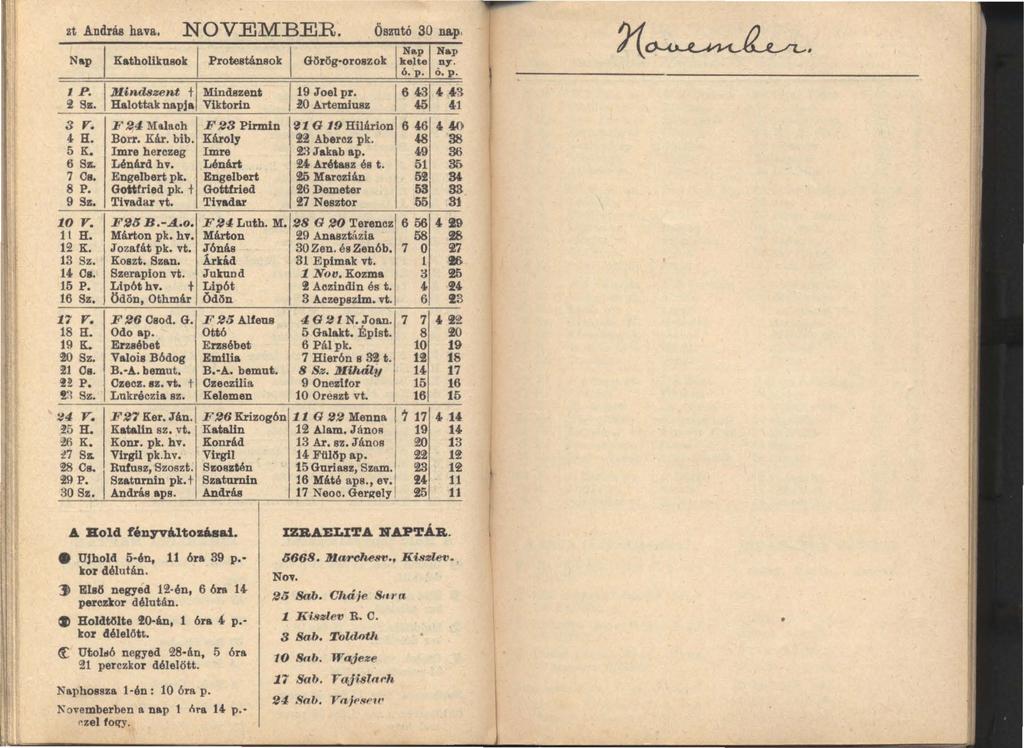 zt András hava. NOVEMBER. Öszutó 30 nap.
Nap Katholikusok Protestánsok Görög-oroszok Nap kelte ó. p. Nap ny. ó. p.
1 P. Mindszent † Mindszent 19 Joel pr. 6 43 4 43
2 Sz. Halottak napja Viktorin 20 Artemiusz 45 41
3 V. F 24 Malach F 23 Pirmin 21 G 19 Hilárion 6 46 4 40
4 H. Borr. Kár. bib. Károly 22 Abercz pk. 48 38
5 K. Imre herczeg Imre 23 Jakab ap. 49 36
6 Sz. Lénárd hv. Lénárt 24 Arétasz és t. 51 35
7 Cs. Engelbert pk. Engelbert 25 Marczián 52 34
8 P. Gottfried pk. † Gottfried 26 Demeter 53 33
9 Sz. Tivadar vt. Tivadar 27 Nesztor 55 31
10 V. F 25 B.-A.o. F 24 Luth. M. 28 G 20 Terencz 6 56 4 29
11 H. Márton pk. hv. Márton 29 Anasztázia 58 28
12 K. Jozafát pk. vt. Jónás 30 Zen. és Zenób. 7 0 27
13 Sz. Koszt. Szan. Árkád 31 Epimak vt. 1 26
14 Cs. Szerapion vt. Jukund 1 Nov. Kozma 3 25
15 P. Lipót hv. † Lipót 2 Aczindin és t. 4 24
16 Sz. Ödön, Othmár Ödön 3 Aczepszim. vt. 6 23
17 V. F 26 Csod. G. F 25 Alfeus 4 G 21 N. Joan. 7 7 4 22
18 H. Odo ap. Ottó 5 Galakt. Épist. 8 20
19 K. Erzsébet Erzsébet 6 Pál pk. 10 19
20 Sz. Valois Bódog Emilia 7 Hierón s 32 t. 12 18
21 Cs. B.-A. bemut. B.-A. bemut. 8 Sz. Mihály 14 17
22 P. Czecz. sz. vt. † Czeczilia 9 Onezifor 15 16
23 Sz. Lukréczia sz. Kelemen 10 Oreszt vt. 16 15
24 V. F 27 Ker. Ján. F 26 Krizogón 11 G 22 Menna 7 17 4 14
25 H. Katalin sz. vt. Katalin 12 Alam. János 19 14
26 K. Konr. pk. hv. Konrád 13 Ar. sz. János 20 13
27 Sz. Virgil pk.hv. Virgil 14 Fülöp ap. 22 12
28 Cs. Rufusz, Szoszt. Szosztén 15 Guriasz, Szam. 23 12
29 P. Szaturnin pk.† Szaturnin 16 Máté aps., ev. 24 11
30 Sz. András aps. András 17 Neoc. Gergely 25 11
A Hold fényváltozásai.
Ujhold 5-én, 11 óra 39 p.-
kor délután.
Első negyed 12-én, 6 óra 14
perczkor délután.
Holdtölte 20-án, 1 óra 4 p.-
kor délelőtt.
Utolsó negyed 28-án, 5 óra
21 perczkor délelött.
Naphossza 1-én: 10 óra p.
Novemberben a nap 1 óra 14 p.-
czel fogy.
IZRAELITA NAPTÁR.
5668. Marchesv., Kiszlev.
Nov.
25 Sab. Cháje Sara
1 Kiszlev R. C.
3 Sab. Toldoth
10 Sab. Wajeze
17 Sab. Vajislach
24 Sab. Vajesew
November.